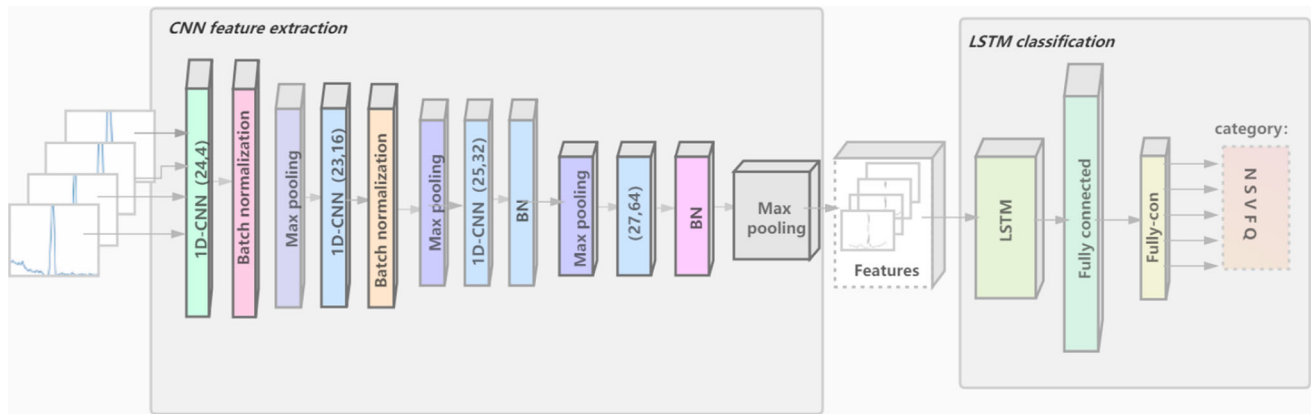 CNN feature extraction
1D-CNN (24,4)
Batch normalization
Max pooling
1D-CNN (23,16)
Batch normalization
Max pooling
1D-CNN (25,32)
BN
Max pooling
(27,64)
BN
Max
pooling
Features
LSTM classification
LSTM
Fully connected
Fully-con
category:
N S V F Q